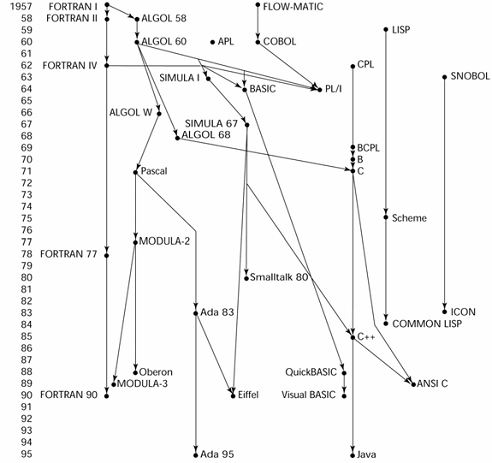 1957 FORTRAN I FLOW-MATIC
58 FORTRAN II ALGOL 58
59 LISP
60 ALGOL 60 APL COBOL
61
62 FORTRAN IV CPL
63 SIMULA I SNOBOL
64 BASIC PL/I
65
66 ALGOL W
67 SIMULA 67
68 ALGOL 68
69 BCPL
70 B
71 Pascal C
72
73
74
75 Scheme
76
77 MODULA-2
78 FORTRAN 77
79
80 Smalltalk 80
81
82
83 Ada 83 ICON
84 COMMON LISP
85 C++
86
87
88 Oberon QuickBASIC
89 MODULA-3 ANSI C
90 FORTRAN 90 Eiffel Visual BASIC
91
92
93
94
95 Ada 95 Java